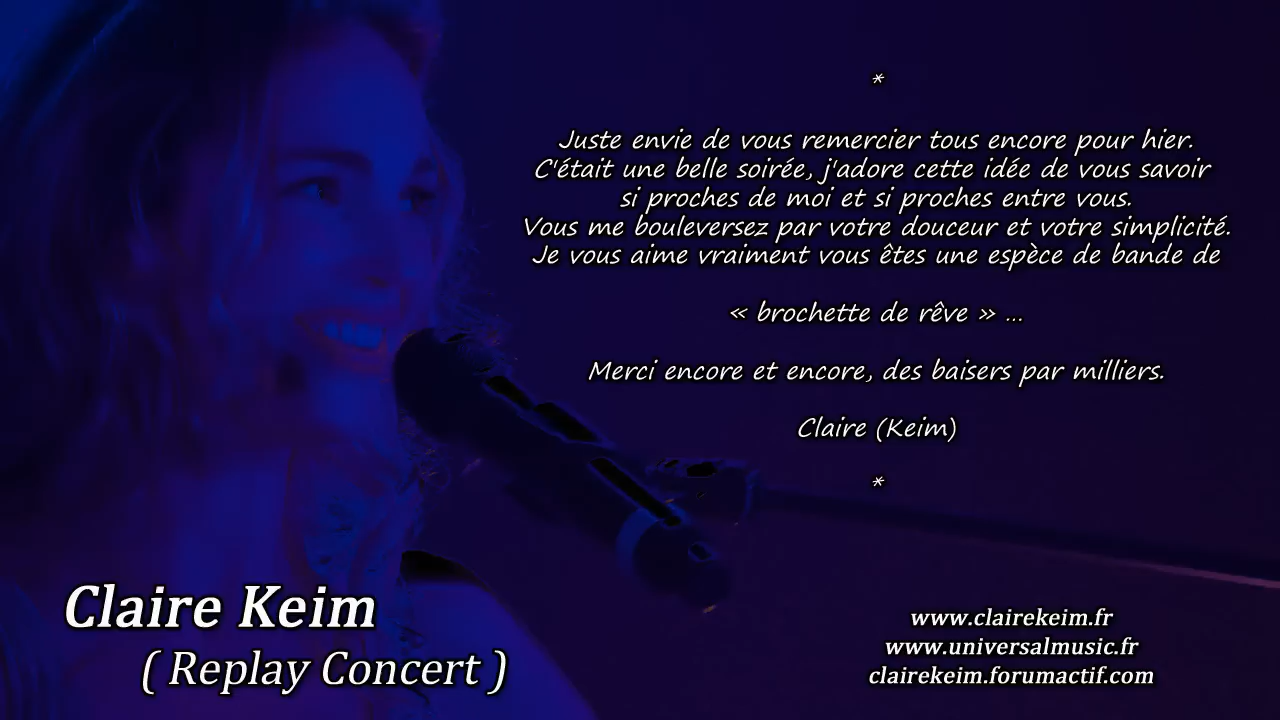 *
Juste envie de vous remercier tous encore pour hier.
C'était une belle soirée, j'adore cette idée de vous savoir
si proches de moi et si proches entre vous.
Vous me bouleversez par votre douceur et votre simplicité.
Je vous aime vraiment vous êtes une espèce de bande de
« brochette de rêve » ...
Merci encore et encore, des baisers par milliers.
Claire (Keim)
*
Claire Keim
( Replay Concert )
www.clairekeim.fr
www.universalmusic.fr
clairekeim.forumactif.com